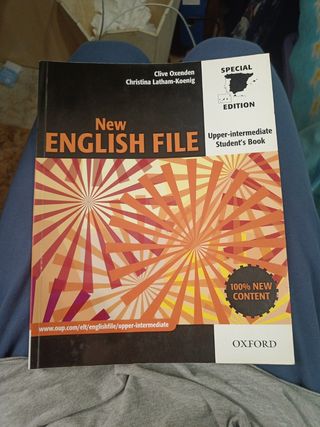 Clive Oxenden
Christina Latham-Koenig
SPECIAL
EDITION
New
ENGLISH FILE
Upper-intermediate
Student's Book
100% NEW
CONTENT
www.oup.com/elt/englishfile/upper-intermediate
OXFORD